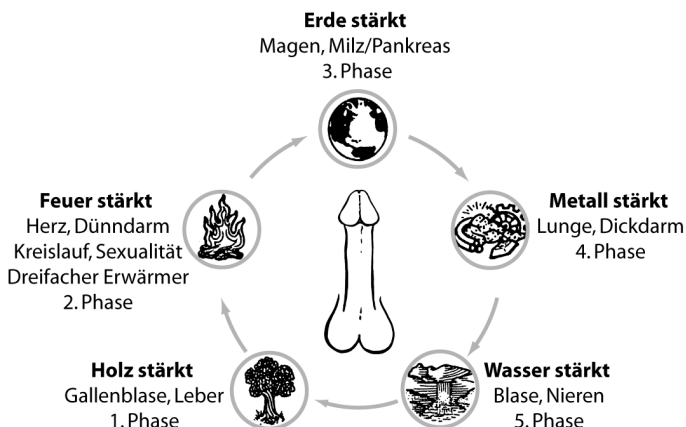 Erde stärkt
Magen, Milz/Pankreas
3. Phase
Metall stärkt
Lunge, Dickdarm
4. Phase
Wasser stärkt
Blase, Nieren
5. Phase
Holz stärkt
Gallenblase, Leber
1. Phase
Feuer stärkt
Herz, Dünndarm
Kreislauf, Sexualität
Dreifacher Erwärmer
2. Phase